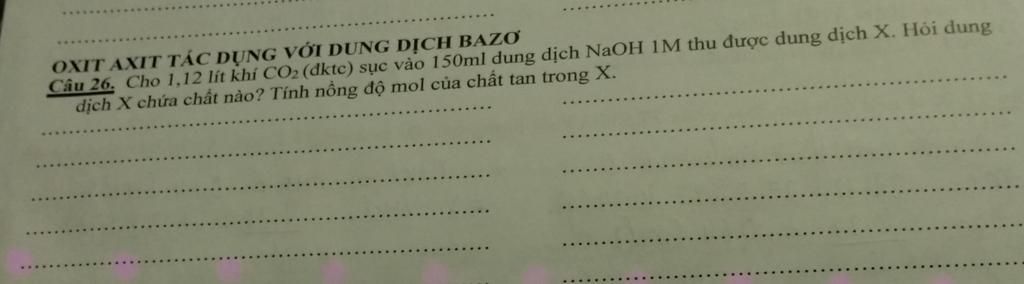 OXIT AXIT TÁC DỤNG VỚI DUNG DỊCH BAZƠ
Câu 26. Cho 1,12 lít khí CO₂ (đktc) sục vào 150ml dung dịch NaOH 1M thu được dung dịch X. Hỏi dung
dịch X chứa chất nào? Tính nồng độ mol của chất tan trong X.